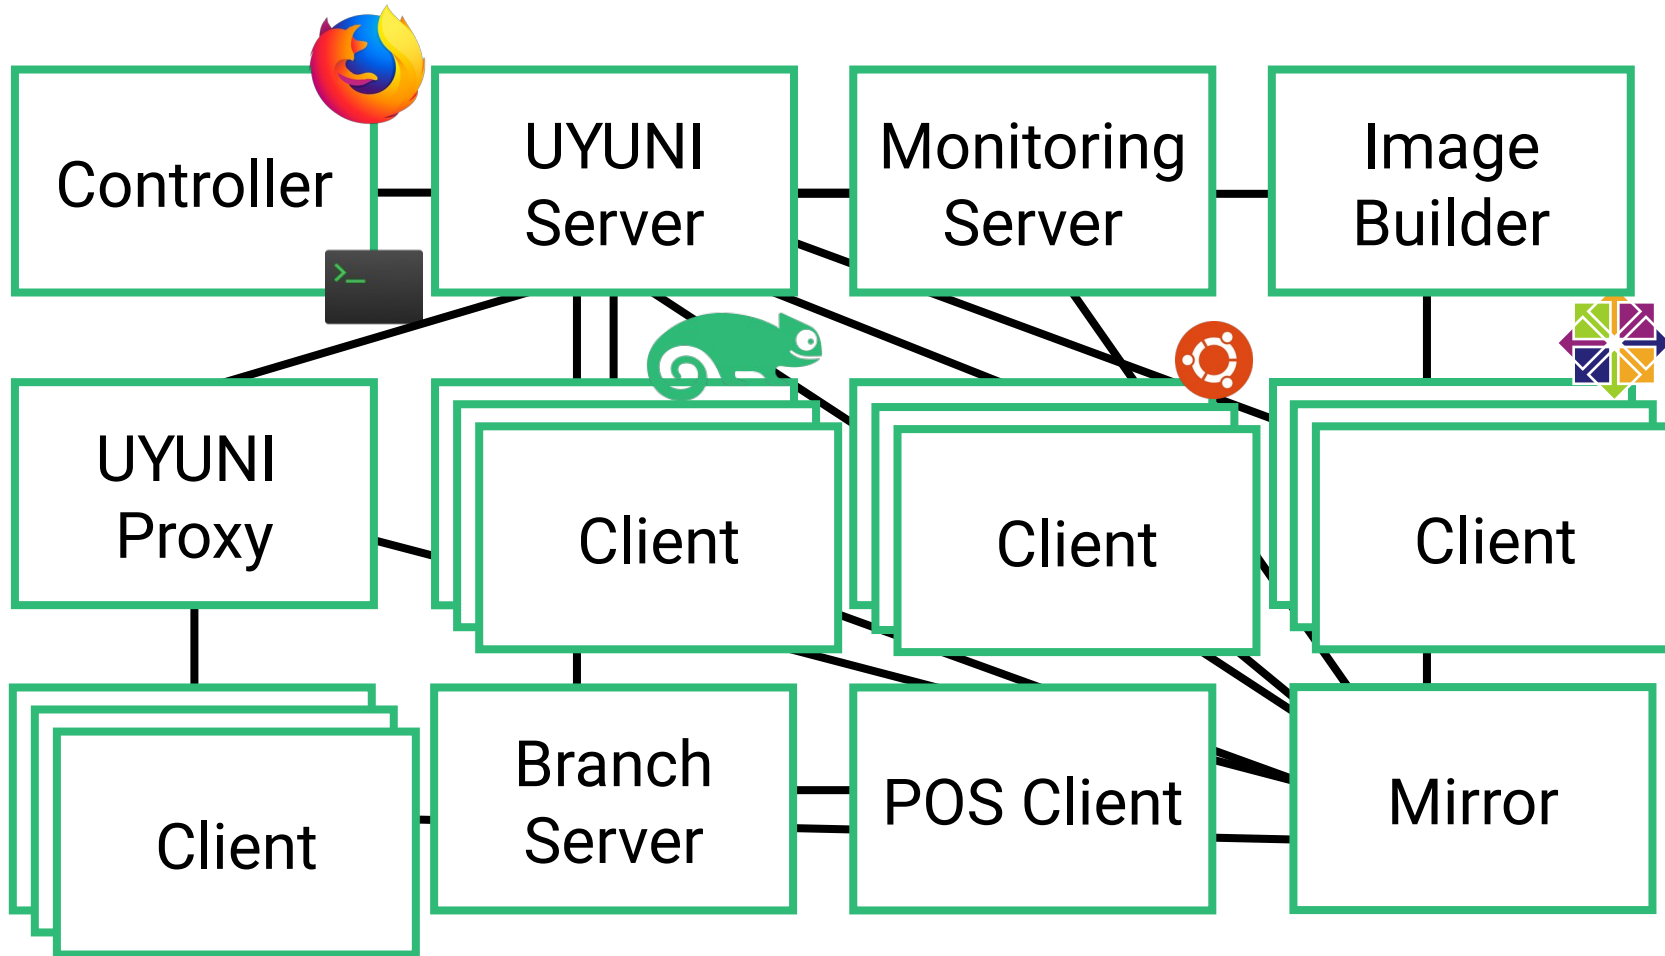 Controller
UYUNI
Server
Monitoring
Server
Image
Builder
>_
UYUNI
Proxy
Client
Client
Client
Client
Branch
Server
POS Client
Mirror